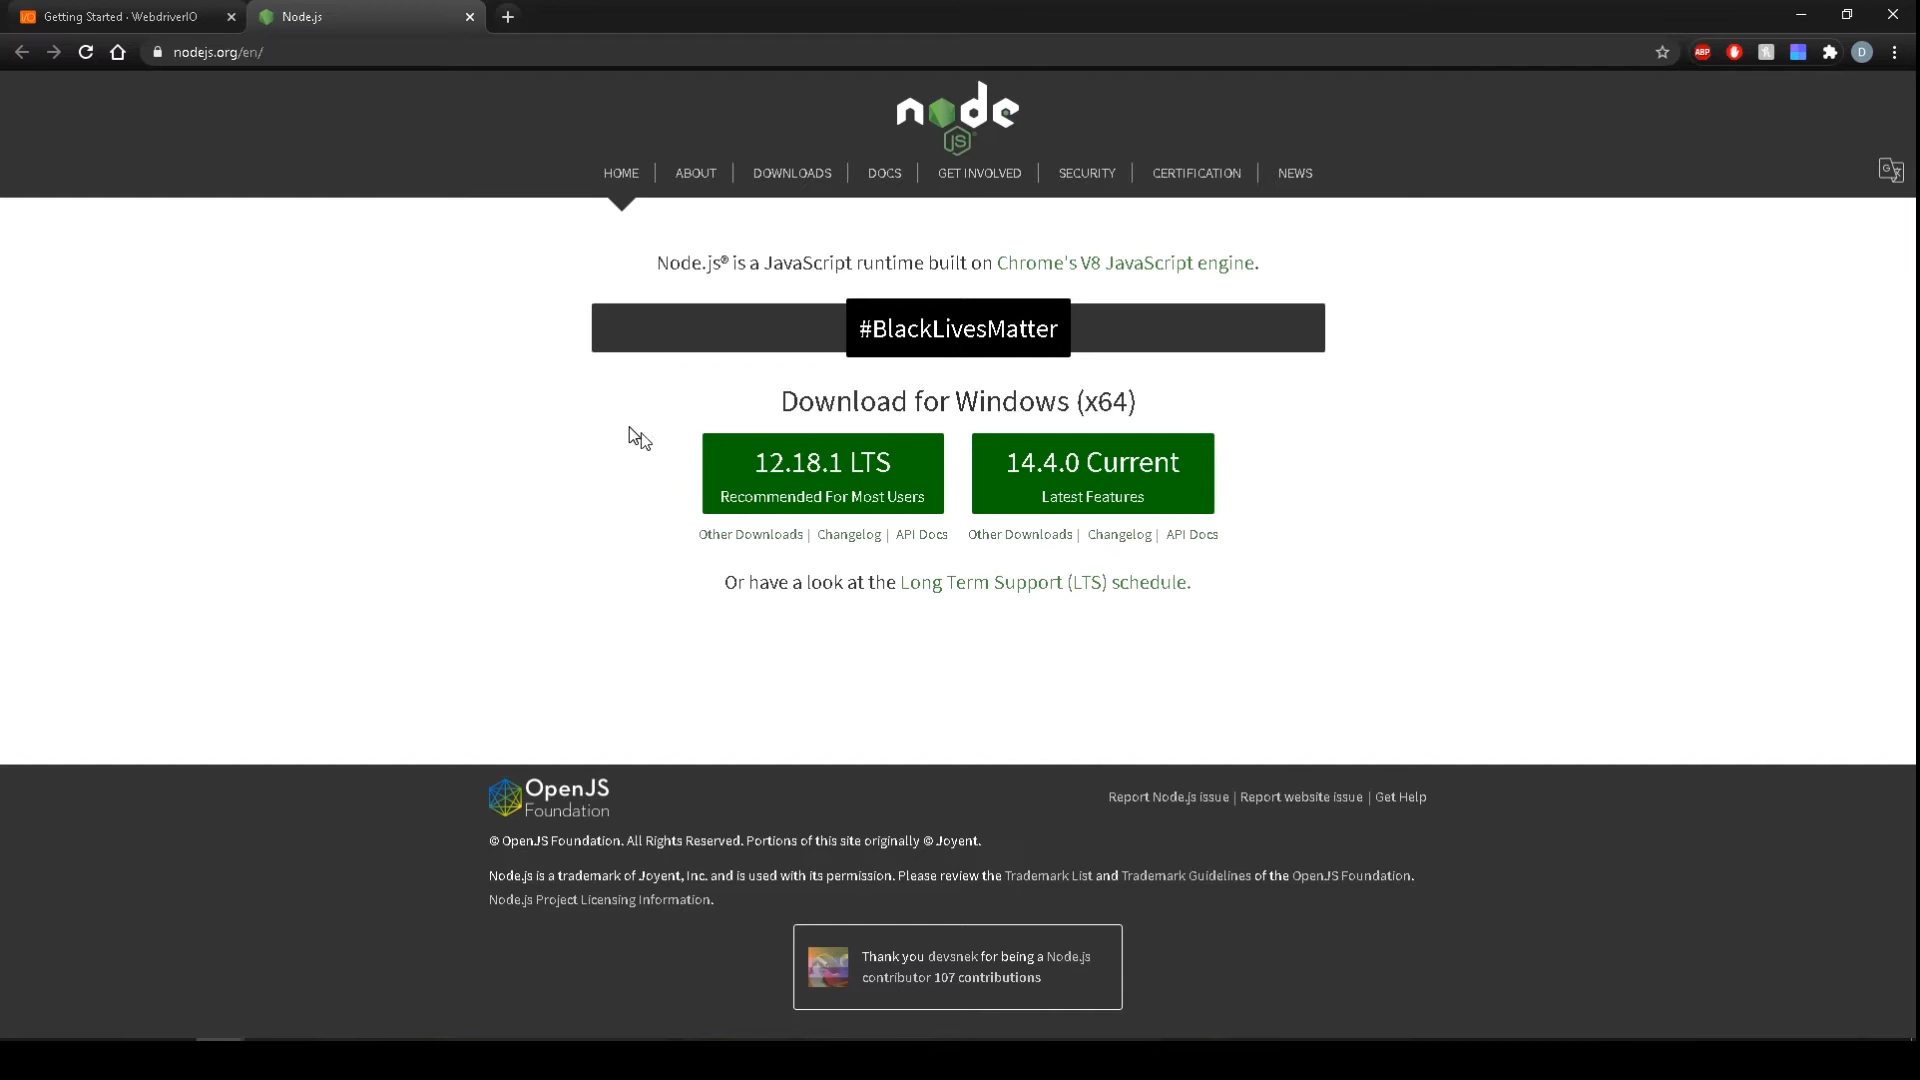 Getting Started · WebdriverIO
Node.js
nodejs.org/en/
ABP
D
node
JS
HOME
ABOUT
DOWNLOADS
DOCS
GET INVOLVED
SECURITY
CERTIFICATION
NEWS
Node.js® is a JavaScript runtime built on Chrome's V8 JavaScript engine.
#BlackLivesMatter
Download for Windows (x64)
12.18.1 LTS
Recommended For Most Users
14.4.0 Current
Latest Features
Other Downloads | Changelog | API Docs
Other Downloads | Changelog | API Docs
Or have a look at the Long Term Support (LTS) schedule.
OpenJS
Foundation
Report Node.js issue | Report website issue | Get Help
© OpenJS Foundation. All Rights Reserved. Portions of this site originally © Joyent.
Node.js is a trademark of Joyent, Inc. and is used with its permission. Please review the Trademark List and Trademark Guidelines of the OpenJS Foundation.
Node.js Project Licensing Information.
Thank you devsnek for being a Node.js
contributor 107 contributions